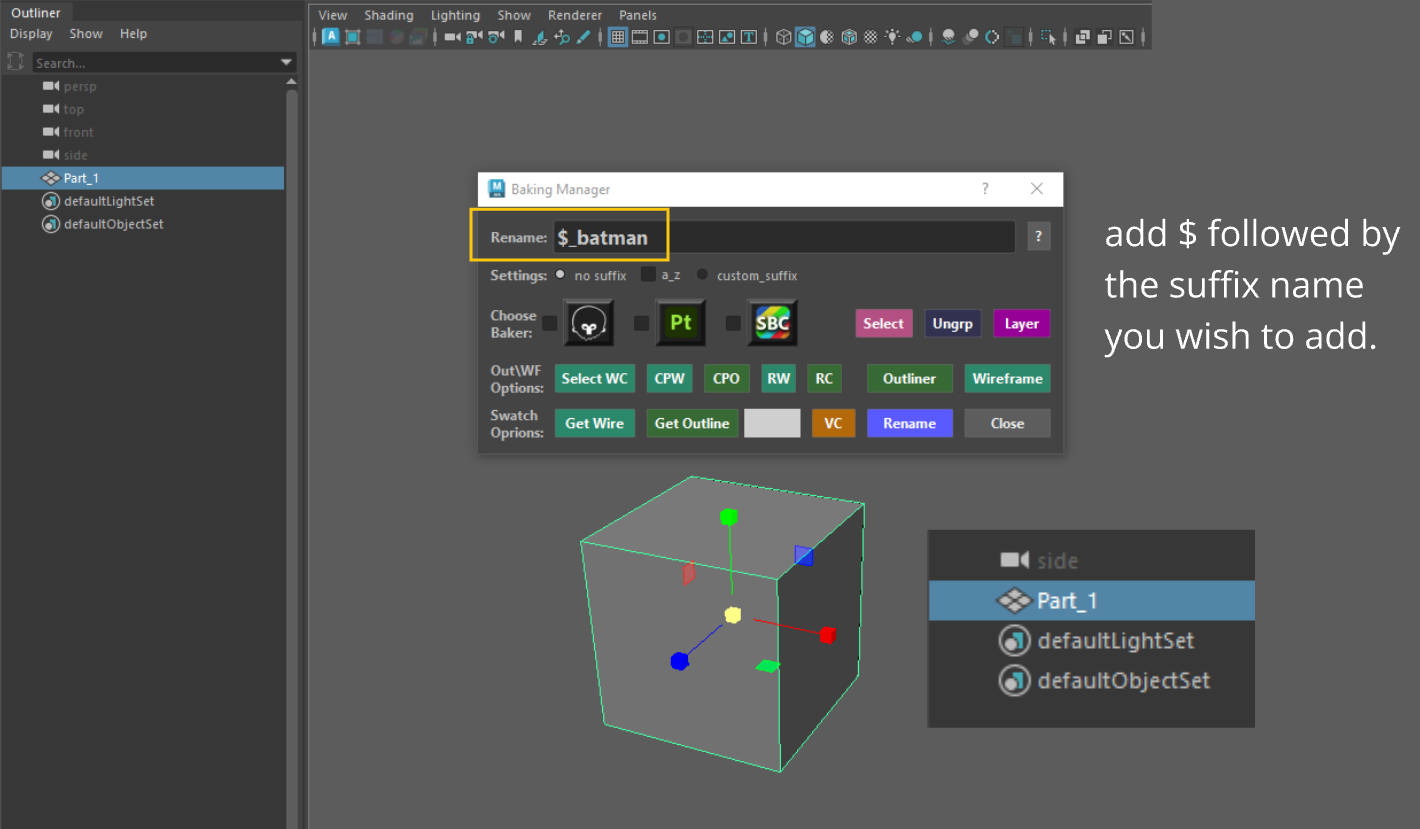 Outliner
Display Show Help
Search...
persp
top
front
side
Part_1
defaultLightSet
defaultObjectSet
View Shading Lighting Show Renderer Panels
Baking Manager ?
Rename: $_batman ?
Settings: no suffix a_z custom_suffix
Choose
Baker:
Pt SBC Select Ungrp Layer
Out\WF
Options:
Select WC CPW CPO RW RC Outliner Wireframe
Swatch
Oprions:
Get Wire Get Outline VC Rename Close
add $ followed by
the suffix name
you wish to add.
side
Part_1
defaultLightSet
defaultObjectSet